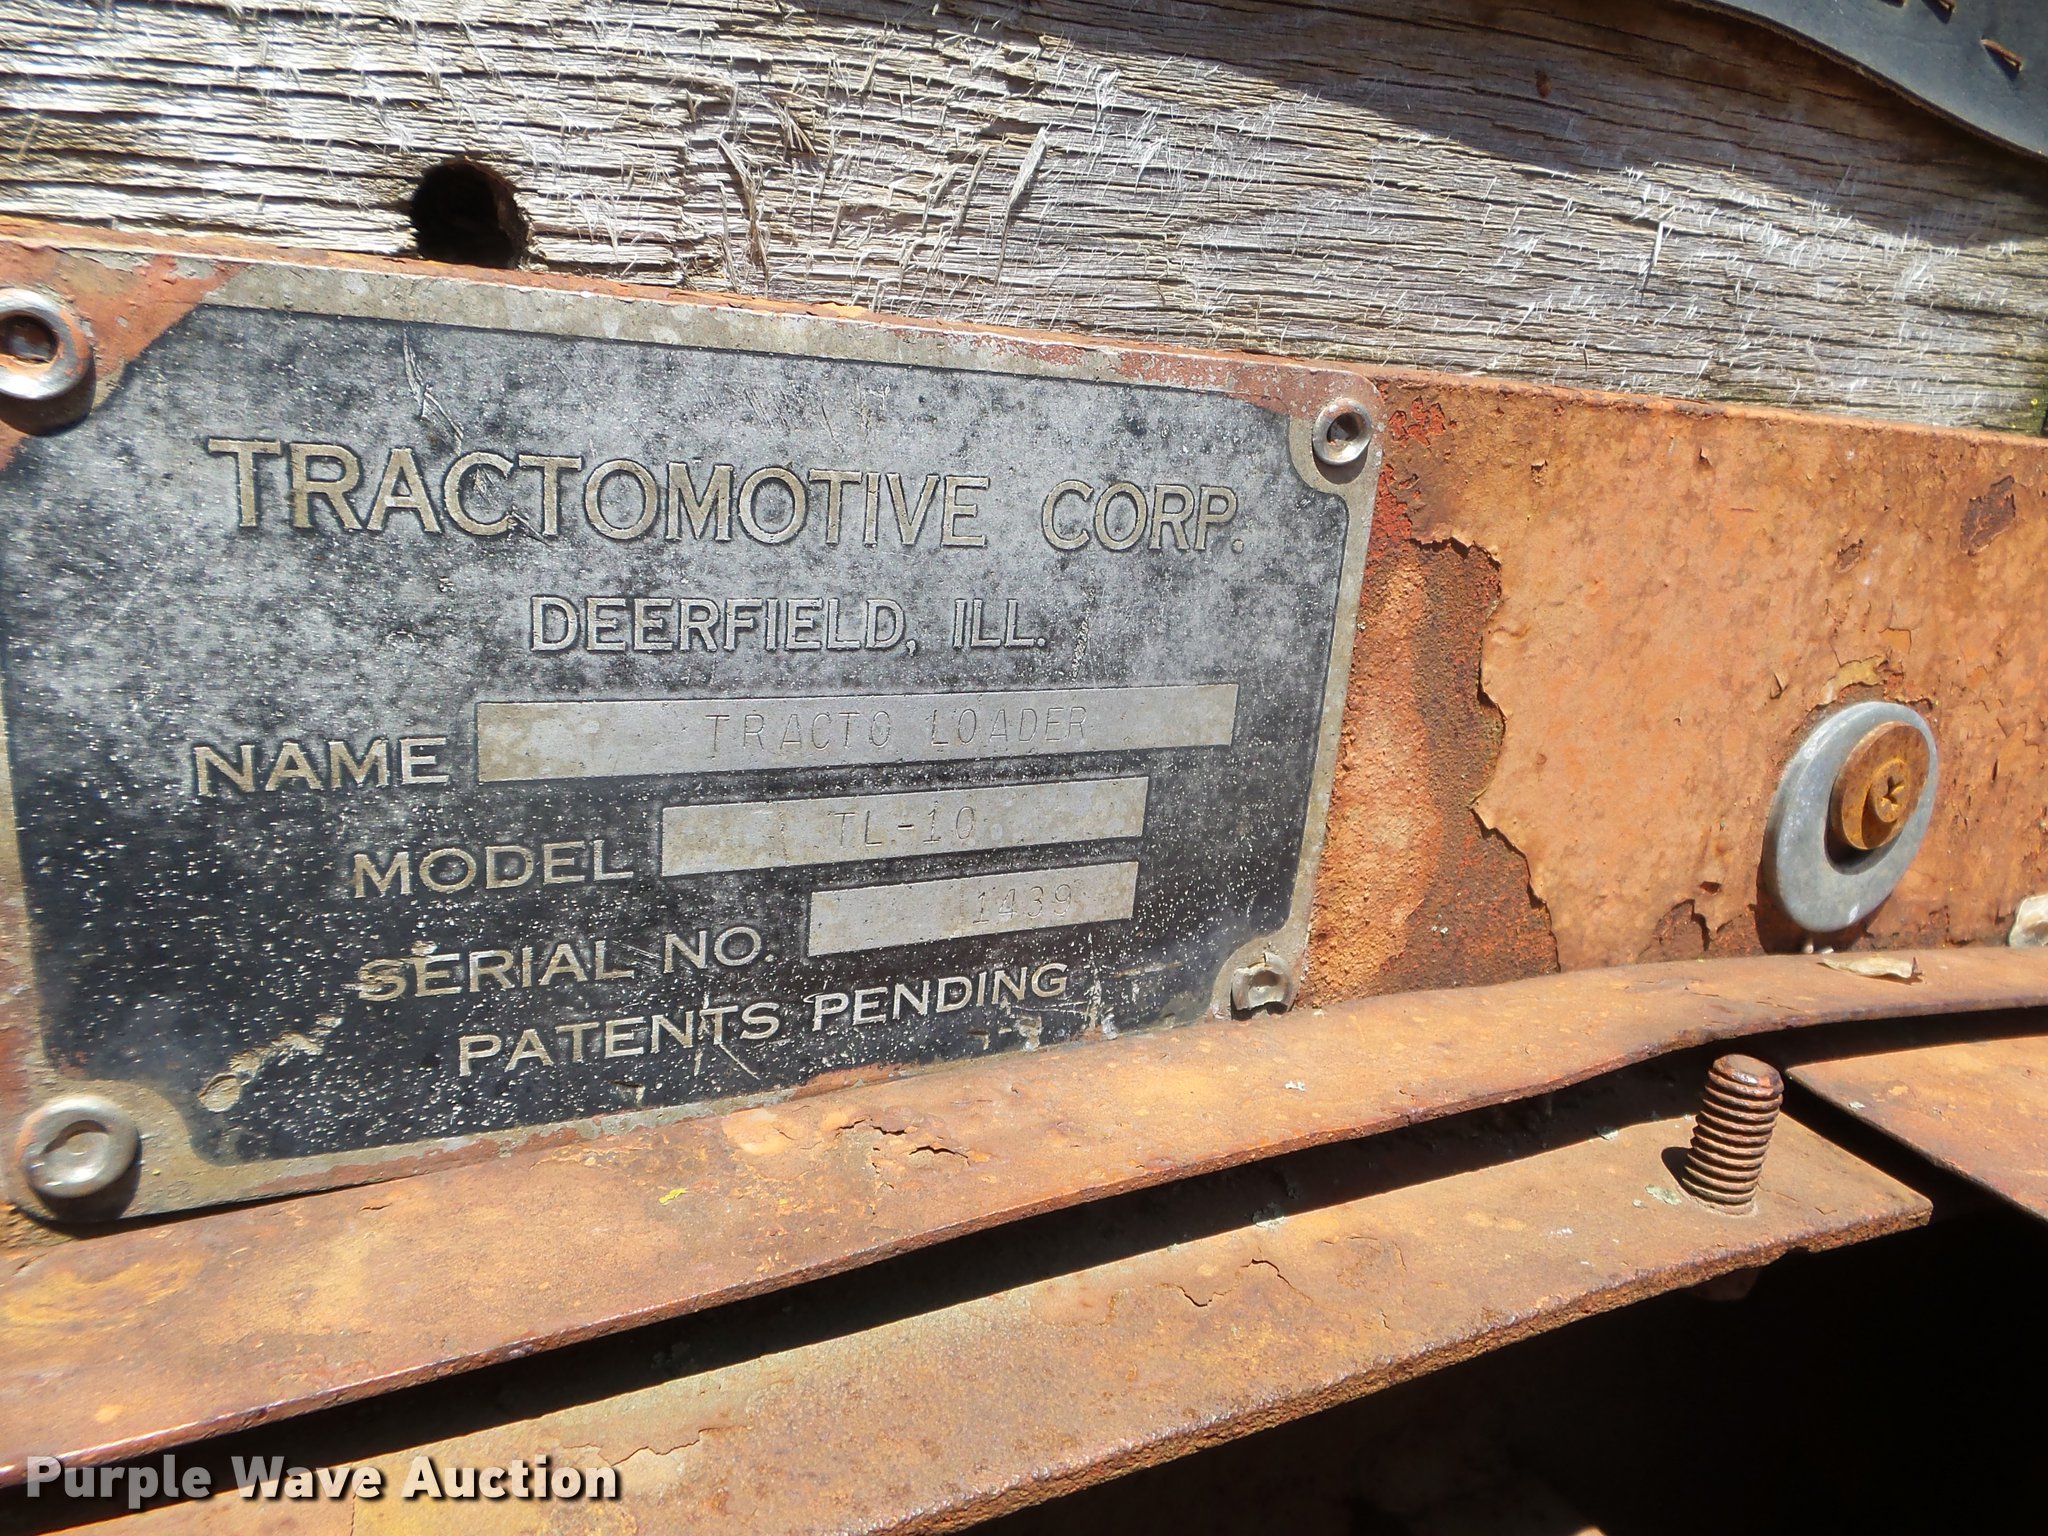 TRACTOMOTIVE CORP.
DEERFIELD, ILL.
NAME TRACTO LOADER
MODEL TL-10
SERIAL NO. 1439
PATENTS PENDING
Purple Wave Auction